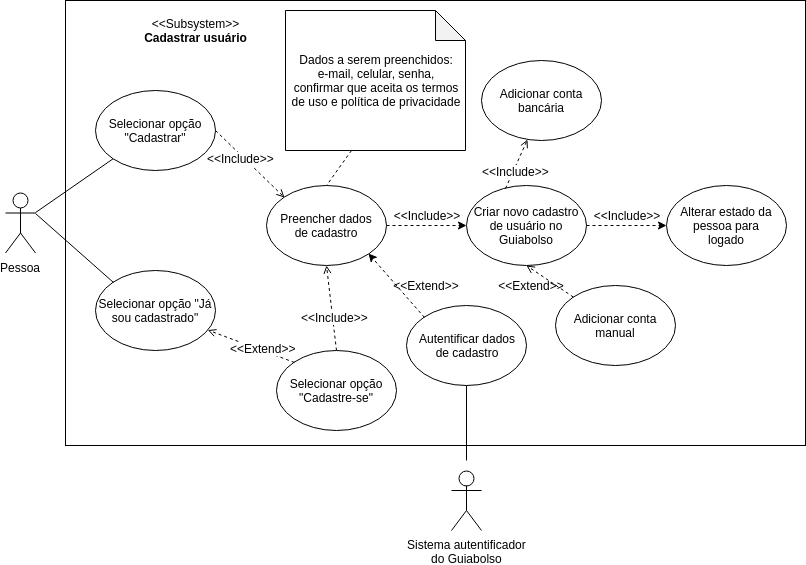 <<Subsystem>>
Cadastrar usuário
Dados a serem preenchidos:
e-mail, celular, senha,
confirmar que aceita os termos
de uso e política de privacidade
Adicionar conta
bancária
Selecionar opção
"Cadastrar"
<<Include>>
<<Include>>
Preencher dados
de cadastro
<<Include>>
Criar novo cadastro
de usuário no
Guiabolso
<<Include>>
Alterar estado da
pessoa para
logado
Pessoa
Selecionar opção "Já
sou cadastrado"
<<Extend>>
<<Extend>>
<<Include>>
Adicionar conta
manual
Autentificar dados
de cadastro
<<Extend>>
Selecionar opção
"Cadastre-se"
Sistema autentificador
do Guiabolso